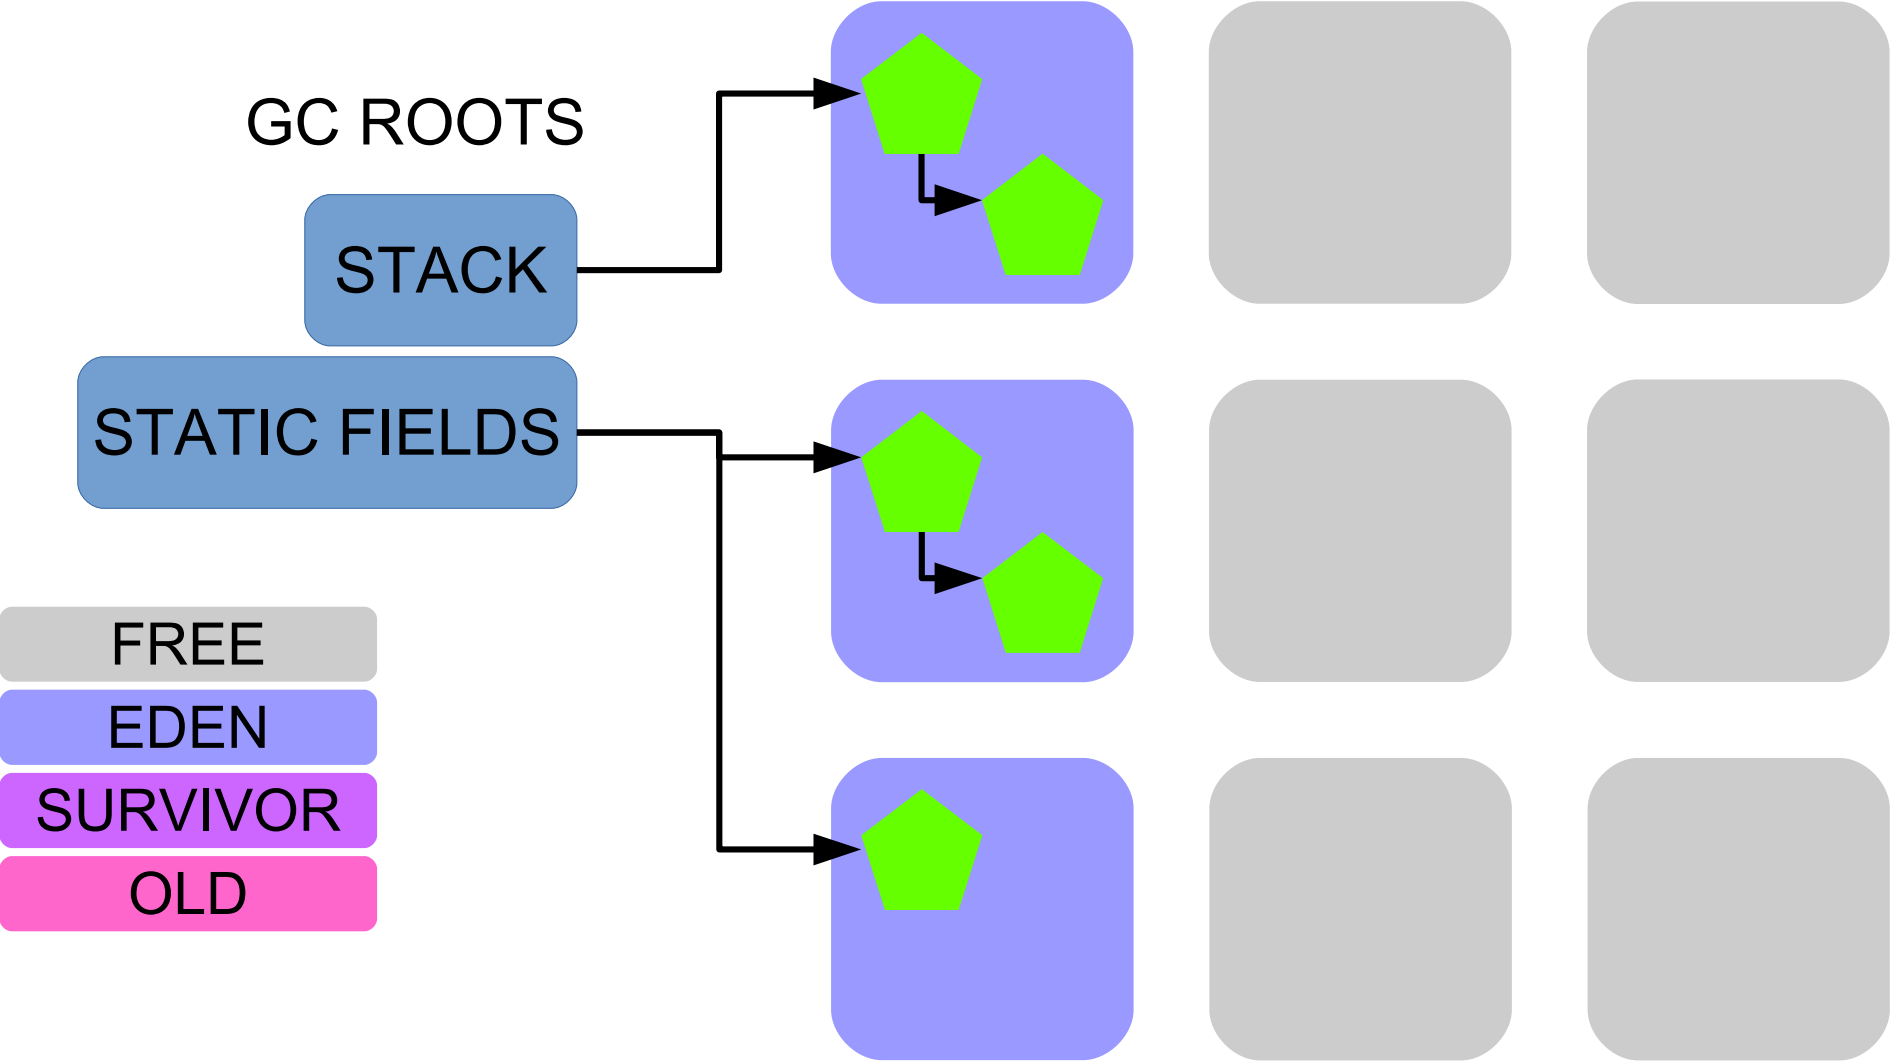 GC ROOTS
STACK
STATIC FIELDS
FREE
EDEN
SURVIVOR
OLD